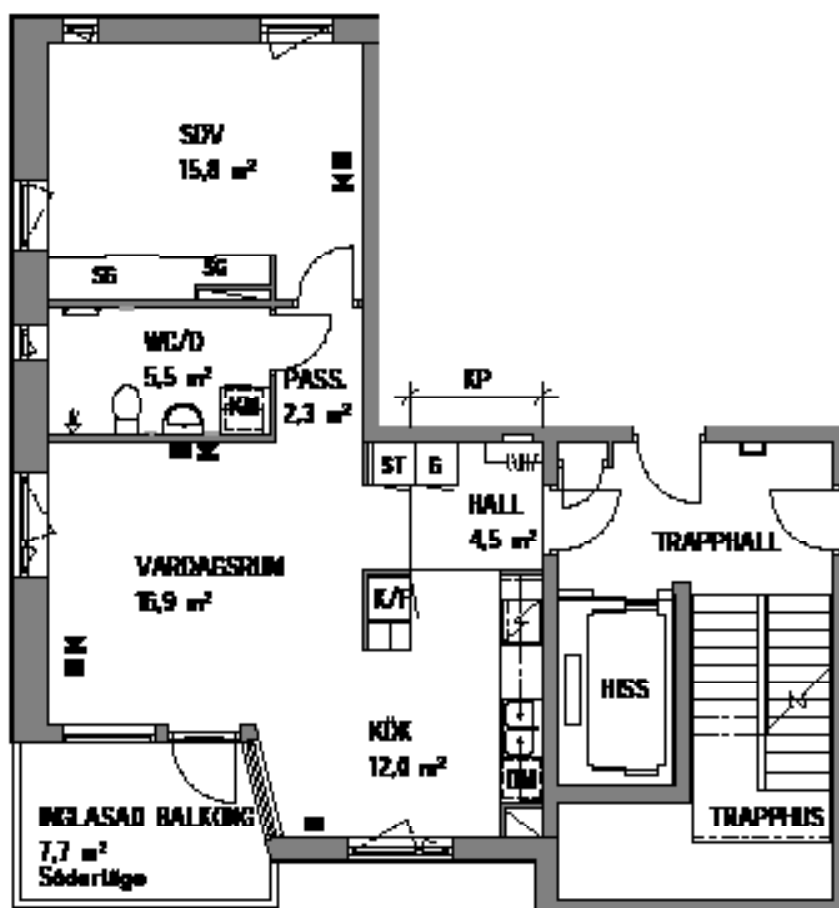 SOV
15,8 m²
SG
SG
WC/D
5,5 m²
KM
PASS.
2,3 m²
KP
ST
G
HALL
4,5 m²
TRAPPHALL
VARDAGSRUM
16,9 m²
K/F
HISS
KÖK
12,0 m²
DM
INGLASAD BALKONG
7,7 m²
Söderläge
TRAPPHUS